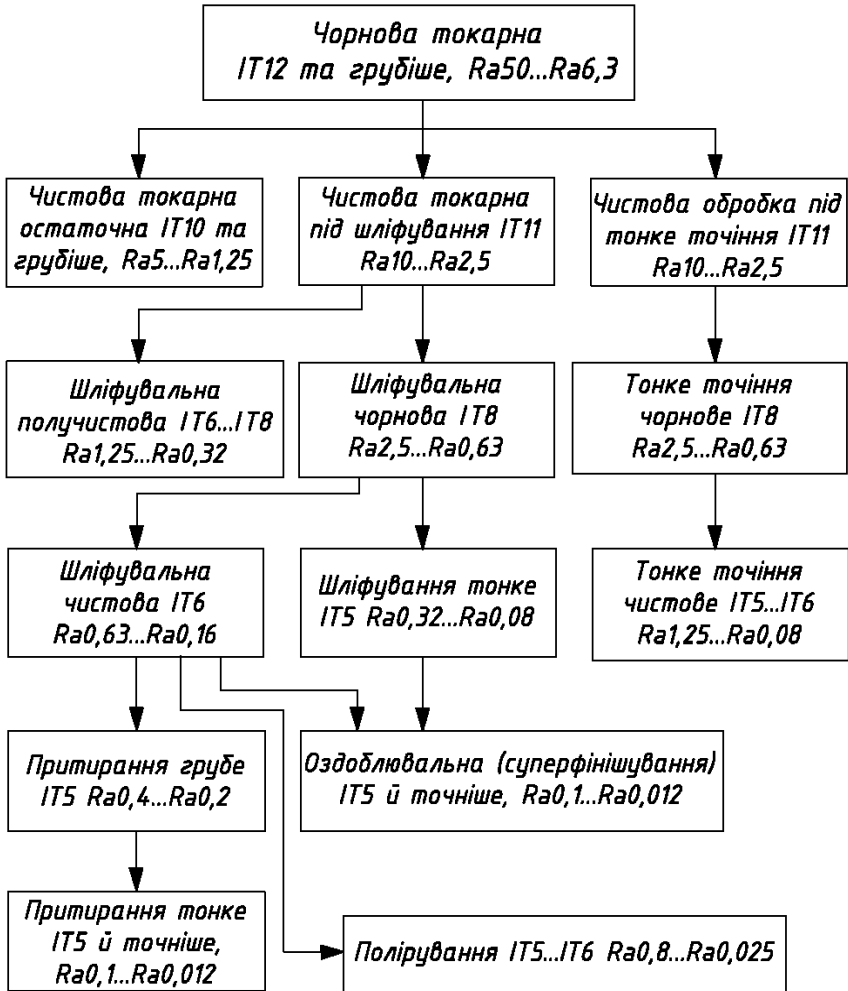 Чорнова токарна
IT12 та грубіше, Ra50...Ra6,3
Чистова токарна
остаточна IT10 та
грубіше, Ra5...Ra1,25
Чистова токарна
під шліфування IT11
Ra10...Ra2,5
Чистова обробка під
тонке точіння IT11
Ra10...Ra2,5
Шліфувальна
получистова IT6...IT8
Ra1,25...Ra0,32
Шліфувальна
чорнова IT8
Ra2,5...Ra0,63
Тонке точіння
чорнове IT8
Ra2,5...Ra0,63
Шліфувальна
чистова IT6
Ra0,63...Ra0,16
Шліфування тонке
IT5 Ra0,32...Ra0,08
Тонке точіння
чистове IT5...IT6
Ra1,25...Ra0,08
Притирання грубе
IT5 Ra0,4...Ra0,2
Оздоблювальна (суперфінішування)
IT5 й точніше, Ra0,1...Ra0,012
Притирання тонке
IT5 й точніше,
Ra0,1...Ra0,012
Полірування IT5...IT6 Ra0,8...Ra0,025